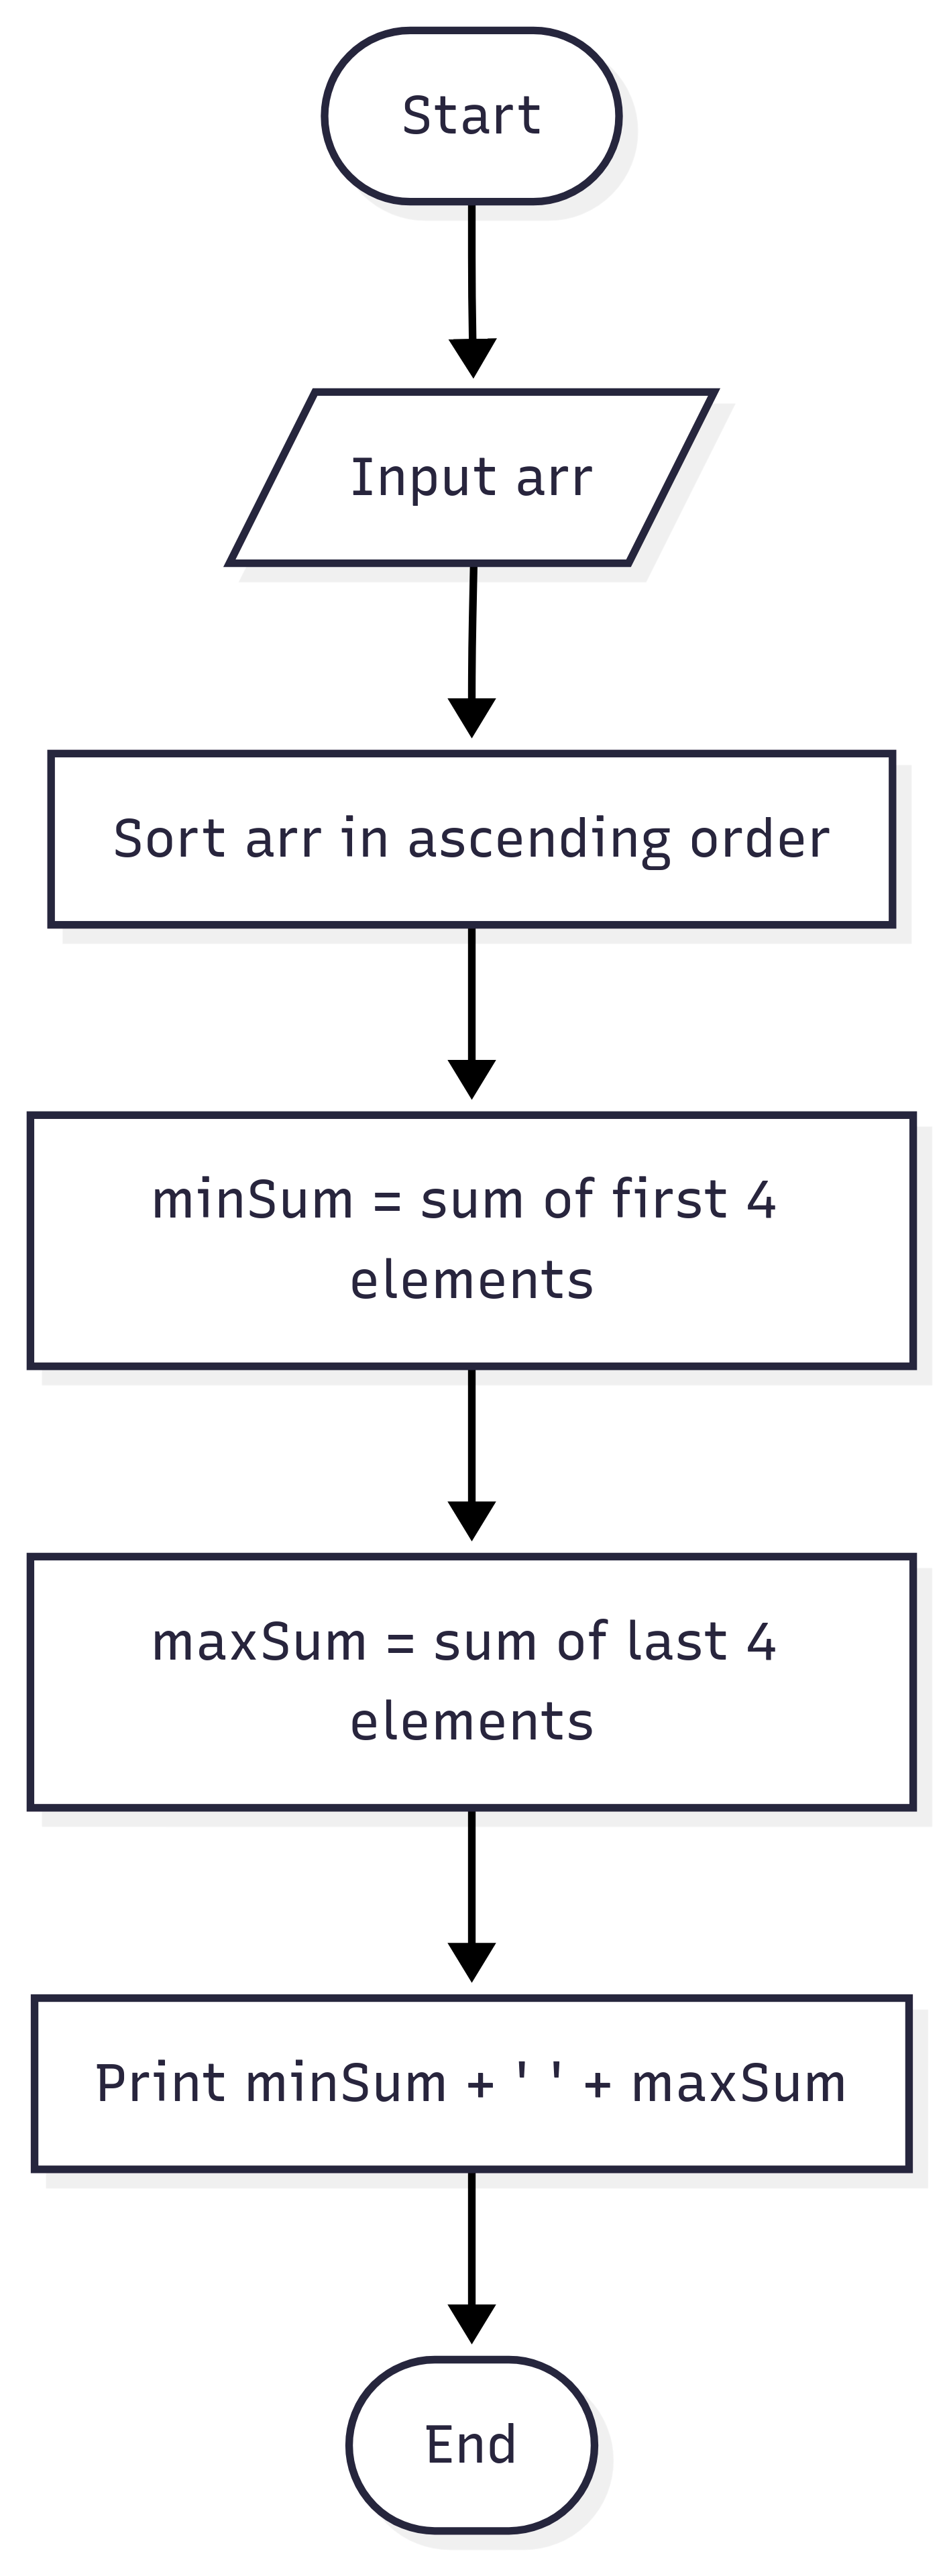 Start
Input arr
Sort arr in ascending order
minSum = sum of first 4
elements
maxSum = sum of last 4
elements
Print minSum + ' ' + maxSum
End